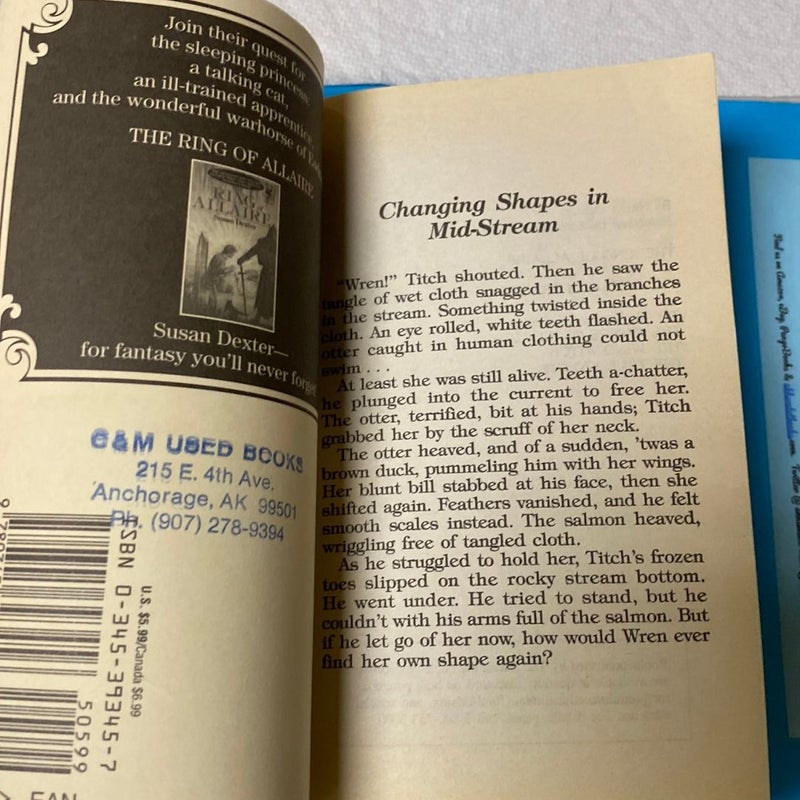 Join their quest for
the sleeping princess,
a talking cat,
an ill-trained apprentice,
and the wonderful warhorse of
THE RING OF ALLAIRE
RING OF
ALLAIRE
Susan Dexter
Susan Dexter—
for fantasy you'll never forget
C&M USED BOOKS
215 E. 4th Ave.
Anchorage, AK 99501
Ph. (907) 278-9394
ISBN 0-345-39345-7
U.S. $5.99/Canada $6.99
50599
EAN
Changing Shapes in
Mid-Stream
"Wren!" Titch shouted. Then he saw the
tangle of wet cloth snagged in the branches
in the stream. Something twisted inside the
cloth. An eye rolled, white teeth flashed. An
otter caught in human clothing could not
swim . . .
At least she was still alive. Teeth a-chatter,
he plunged into the current to free her.
The otter, terrified, bit at his hands; Titch
grabbed her by the scruff of her neck.
The otter heaved, and of a sudden, 'twas a
brown duck, pummeling him with her wings.
Her blunt bill stabbed at his face, then she
shifted again. Feathers vanished, and he felt
smooth scales instead. The salmon heaved,
wriggling free of tangled cloth.
As he struggled to hold her, Titch's frozen
toes slipped on the rocky stream bottom.
He went under. He tried to stand, but he
couldn't with his arms full of the salmon. But
if he let go of her now, how would Wren ever
find her own shape again?
Find us on Amazon, eBay, PangoBooks &